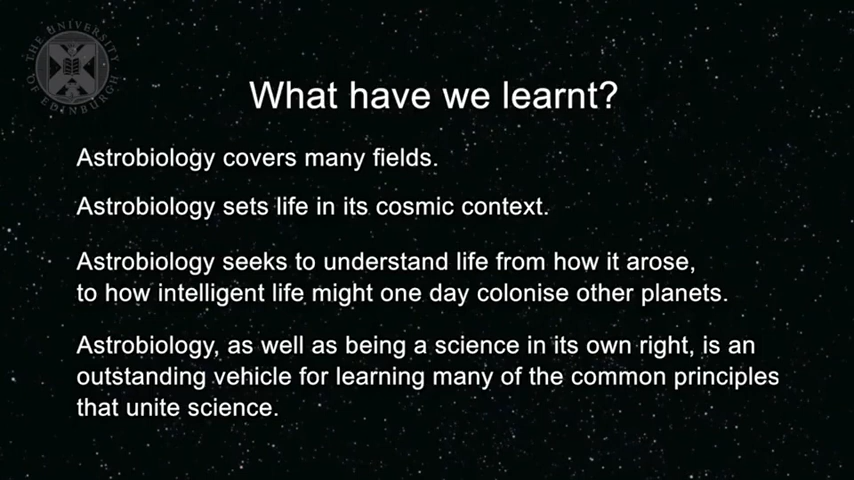 THE UNIVERSITY OF EDINBURGH
What have we learnt?
Astrobiology covers many fields.
Astrobiology sets life in its cosmic context.
Astrobiology seeks to understand life from how it arose,
to how intelligent life might one day colonise other planets.
Astrobiology, as well as being a science in its own right, is an
outstanding vehicle for learning many of the common principles
that unite science.